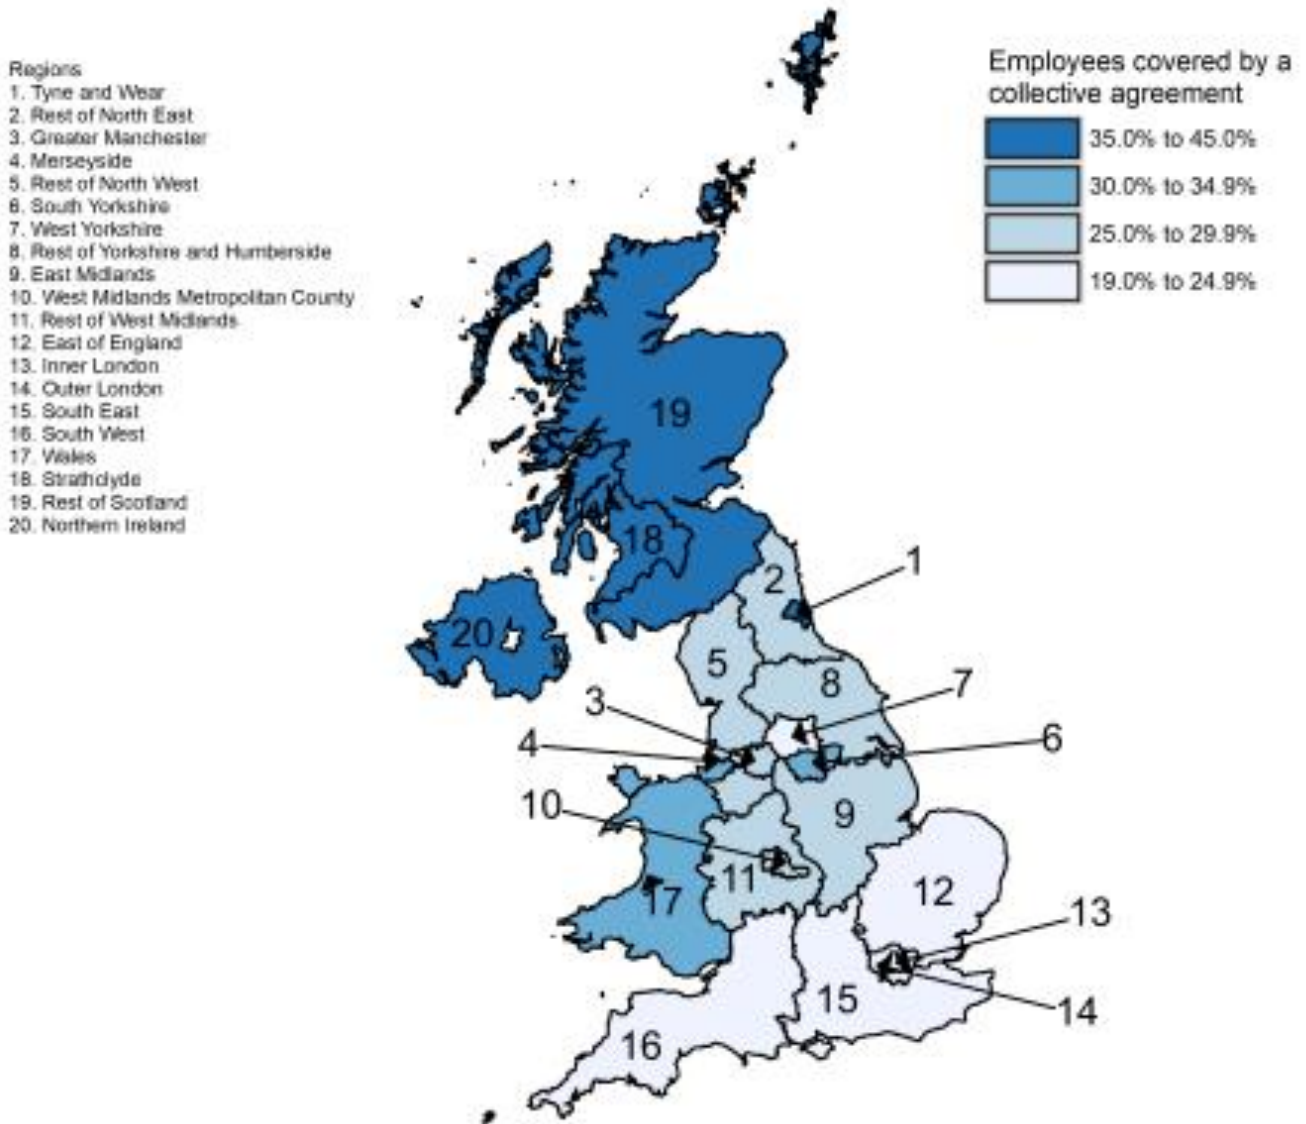 Regions
1. Tyne and Wear
2. Rest of North East
3. Greater Manchester
4. Merseyside
5. Rest of North West
6. South Yorkshire
7. West Yorkshire
8. Rest of Yorkshire and Humberside
9. East Midlands
10. West Midlands Metropolitan County
11. Rest of West Midlands
12. East of England
13. Inner London
14. Outer London
15. South East
16. South West
17. Wales
18. Strathclyde
19. Rest of Scotland
20. Northern Ireland
Employees covered by a
collective agreement
35.0% to 45.0%
30.0% to 34.9%
25.0% to 29.9%
19.0% to 24.9%
19
18
1
2
20
5
8
7
3
4
6
10
9
11
12
17
13
15
14
16